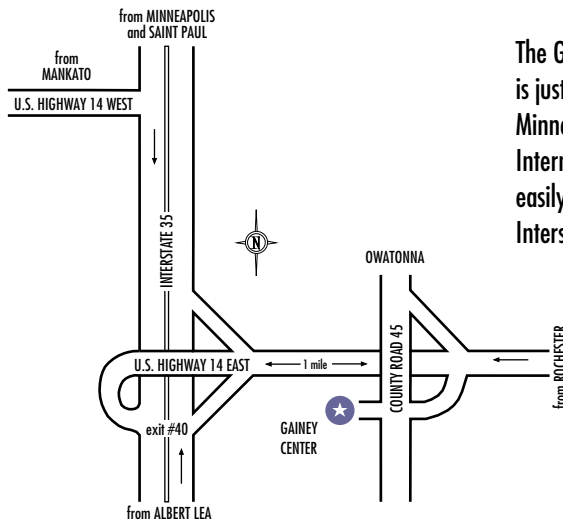 from MINNEAPOLIS
and SAINT PAUL
from
MANKATO
U.S. HIGHWAY 14 WEST
INTERSTATE 35
N
OWATONNA
U.S. HIGHWAY 14 EAST
1 mile
COUNTY ROAD 45
from ROCHESTER
exit #40
GAINEY
CENTER
from ALBERT LEA
The G
is just
Minne
Intern
easily
Inters